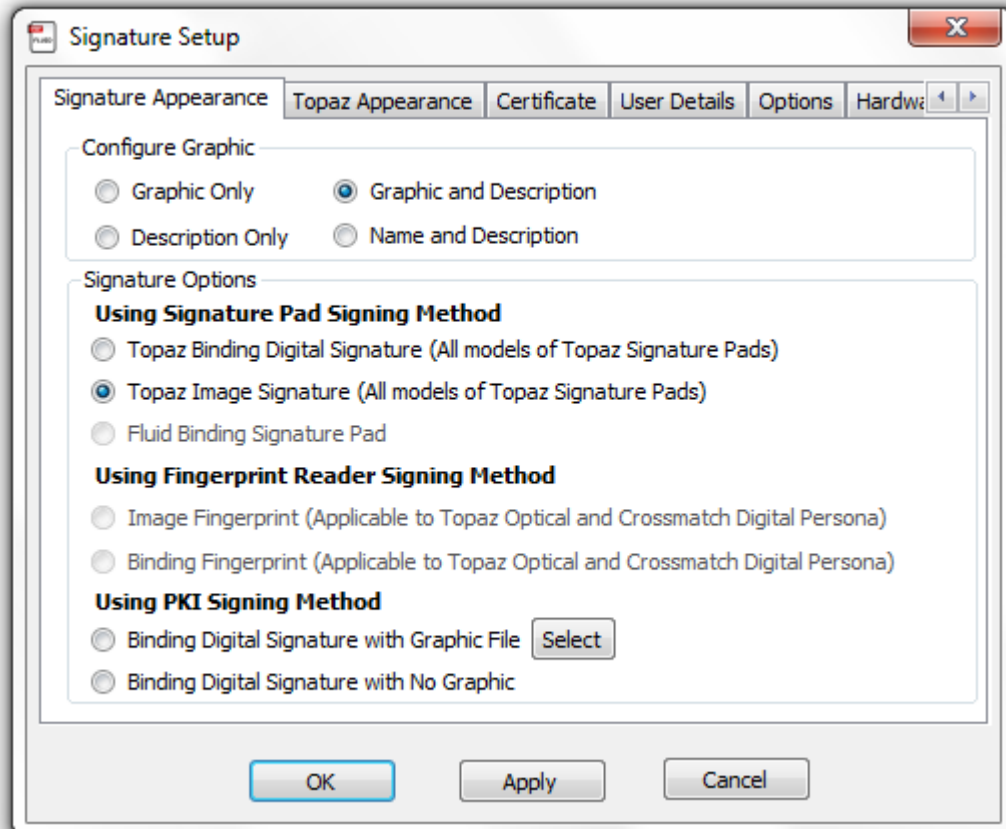 Signature Setup
Signature Appearance Topaz Appearance Certificate User Details Options Hardwa
Configure Graphic
Graphic Only Graphic and Description
Description Only Name and Description
Signature Options
Using Signature Pad Signing Method
Topaz Binding Digital Signature (All models of Topaz Signature Pads)
Topaz Image Signature (All models of Topaz Signature Pads)
Fluid Binding Signature Pad
Using Fingerprint Reader Signing Method
Image Fingerprint (Applicable to Topaz Optical and Crossmatch Digital Persona)
Binding Fingerprint (Applicable to Topaz Optical and Crossmatch Digital Persona)
Using PKI Signing Method
Binding Digital Signature with Graphic File Select
Binding Digital Signature with No Graphic
OK Apply Cancel